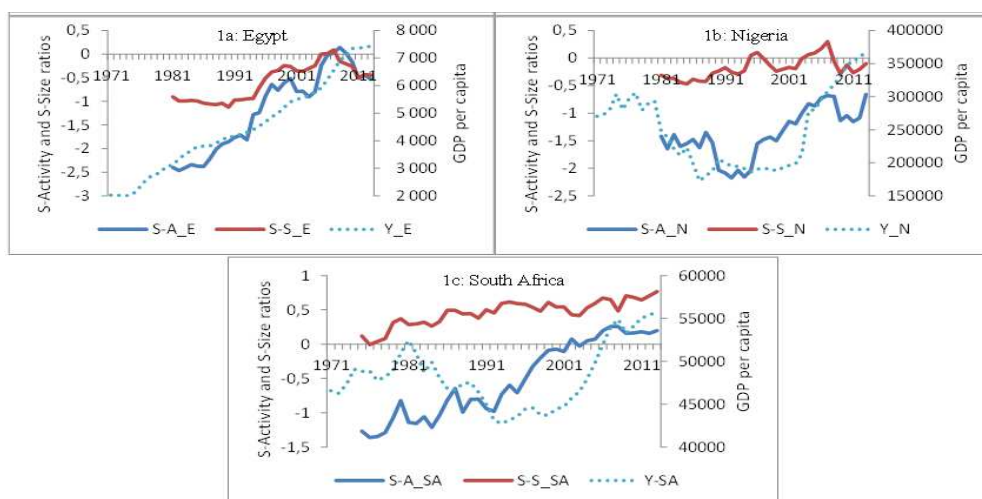 1a: Egypt
S-Activity and S-Size ratios
0,5
0
-0,5
-1
-1,5
-2
-2,5
-3
1971 1981 1991 2001 2011
8 000
7 000
6 000
5 000
4 000
3 000
2 000
GDP per capita
S-A_E S-S_E Y_E
1b: Nigeria
S-Activity and S-Size ratios
0,5
0
-0,5
-1
-1,5
-2
-2,5
1971 1981 1991 2001 2011
400000
350000
300000
250000
200000
150000
GDP per capita
S-A_N S-S_N Y_N
1c: South Africa
S-Activity and S-Size ratios
1
0,5
0
-0,5
-1
-1,5
1971 1981 1991 2001 2011
60000
55000
50000
45000
40000
GDP per capita
S-A_SA S-S_SA Y-SA